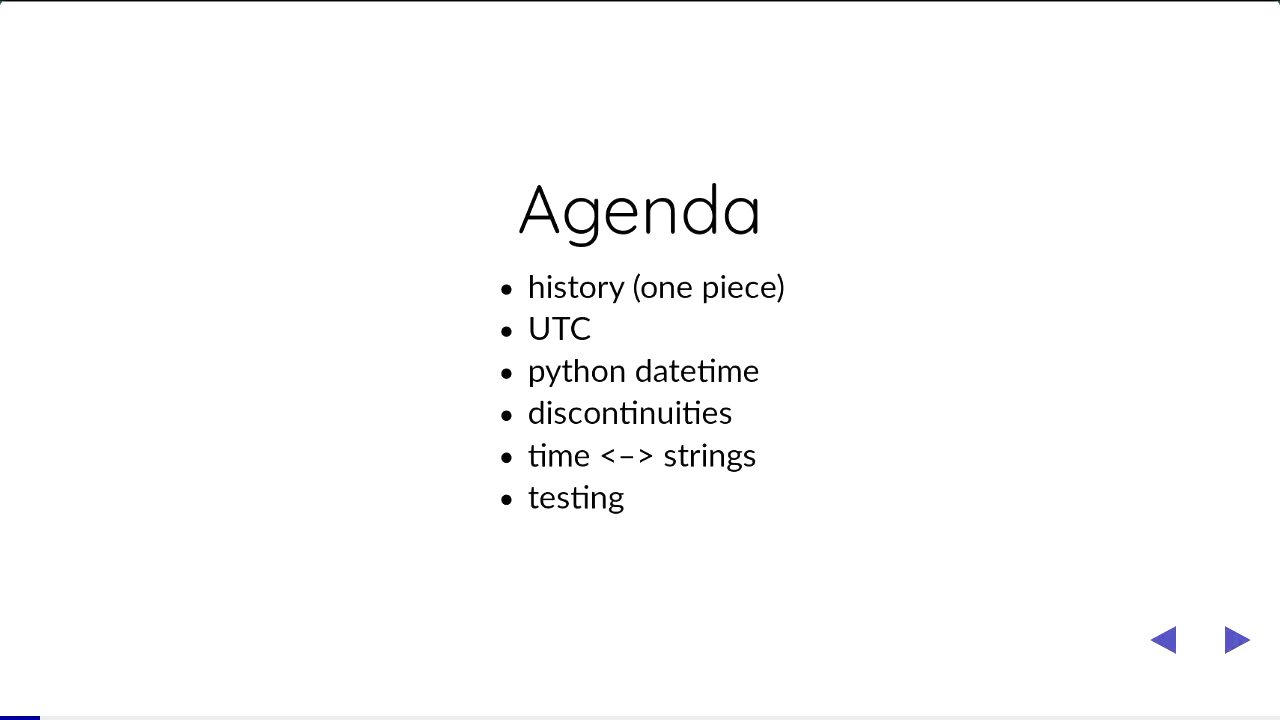 Agenda
• history (one piece)
• UTC
• python datetime
• discontinuities
• time <–> strings
• testing